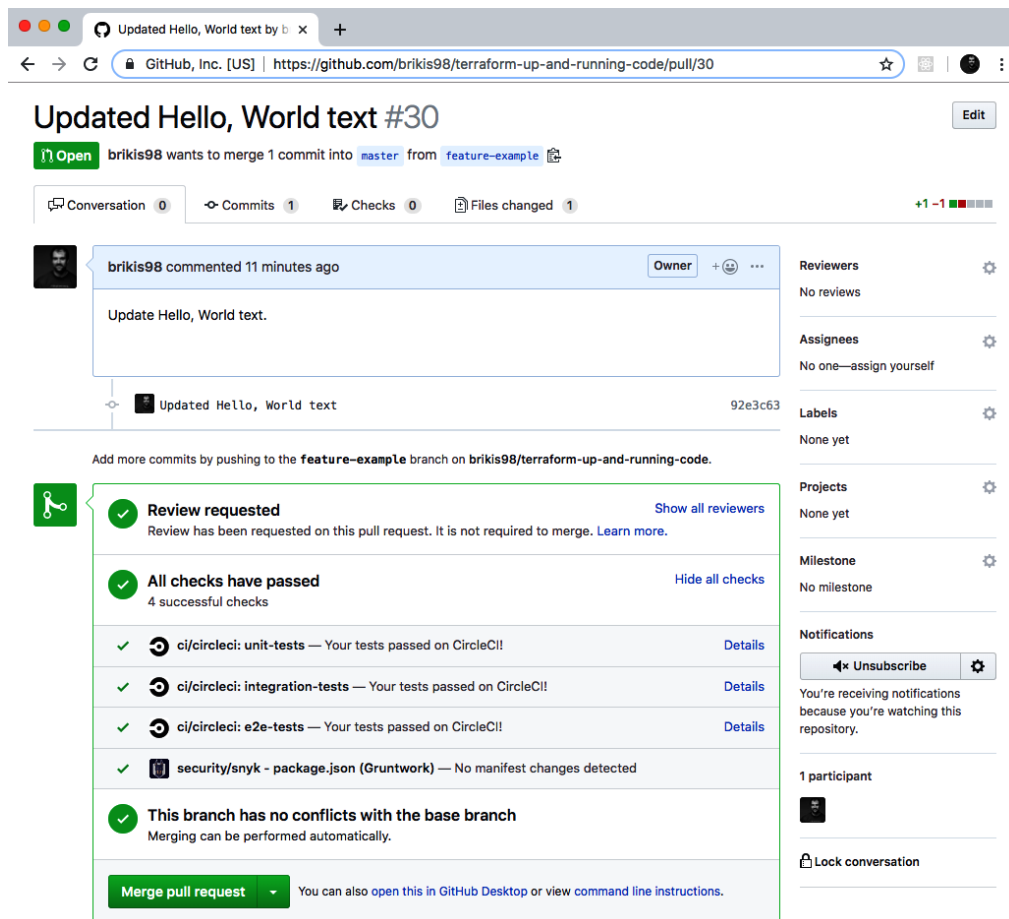 Updated Hello, World text by b
GitHub, Inc. [US] | https://github.com/brikis98/terraform-up-and-running-code/pull/30
Updated Hello, World text #30
Edit
Open brikis98 wants to merge 1 commit into master from feature-example
Conversation 0 Commits 1 Checks 0 Files changed 1 +1 −1
brikis98 commented 11 minutes ago Owner
Update Hello, World text.
Updated Hello, World text 92e3c63
Add more commits by pushing to the feature-example branch on brikis98/terraform-up-and-running-code.
Review requested Show all reviewers
Review has been requested on this pull request. It is not required to merge. Learn more.
All checks have passed Hide all checks
4 successful checks
ci/circleci: unit-tests — Your tests passed on CircleCI! Details
ci/circleci: integration-tests — Your tests passed on CircleCI! Details
ci/circleci: e2e-tests — Your tests passed on CircleCI! Details
security/snyk - package.json (Gruntwork) — No manifest changes detected
This branch has no conflicts with the base branch
Merging can be performed automatically.
Merge pull request You can also open this in GitHub Desktop or view command line instructions.
Reviewers
No reviews
Assignees
No one—assign yourself
Labels
None yet
Projects
None yet
Milestone
No milestone
Notifications
Unsubscribe
You're receiving notifications
because you're watching this
repository.
1 participant
Lock conversation